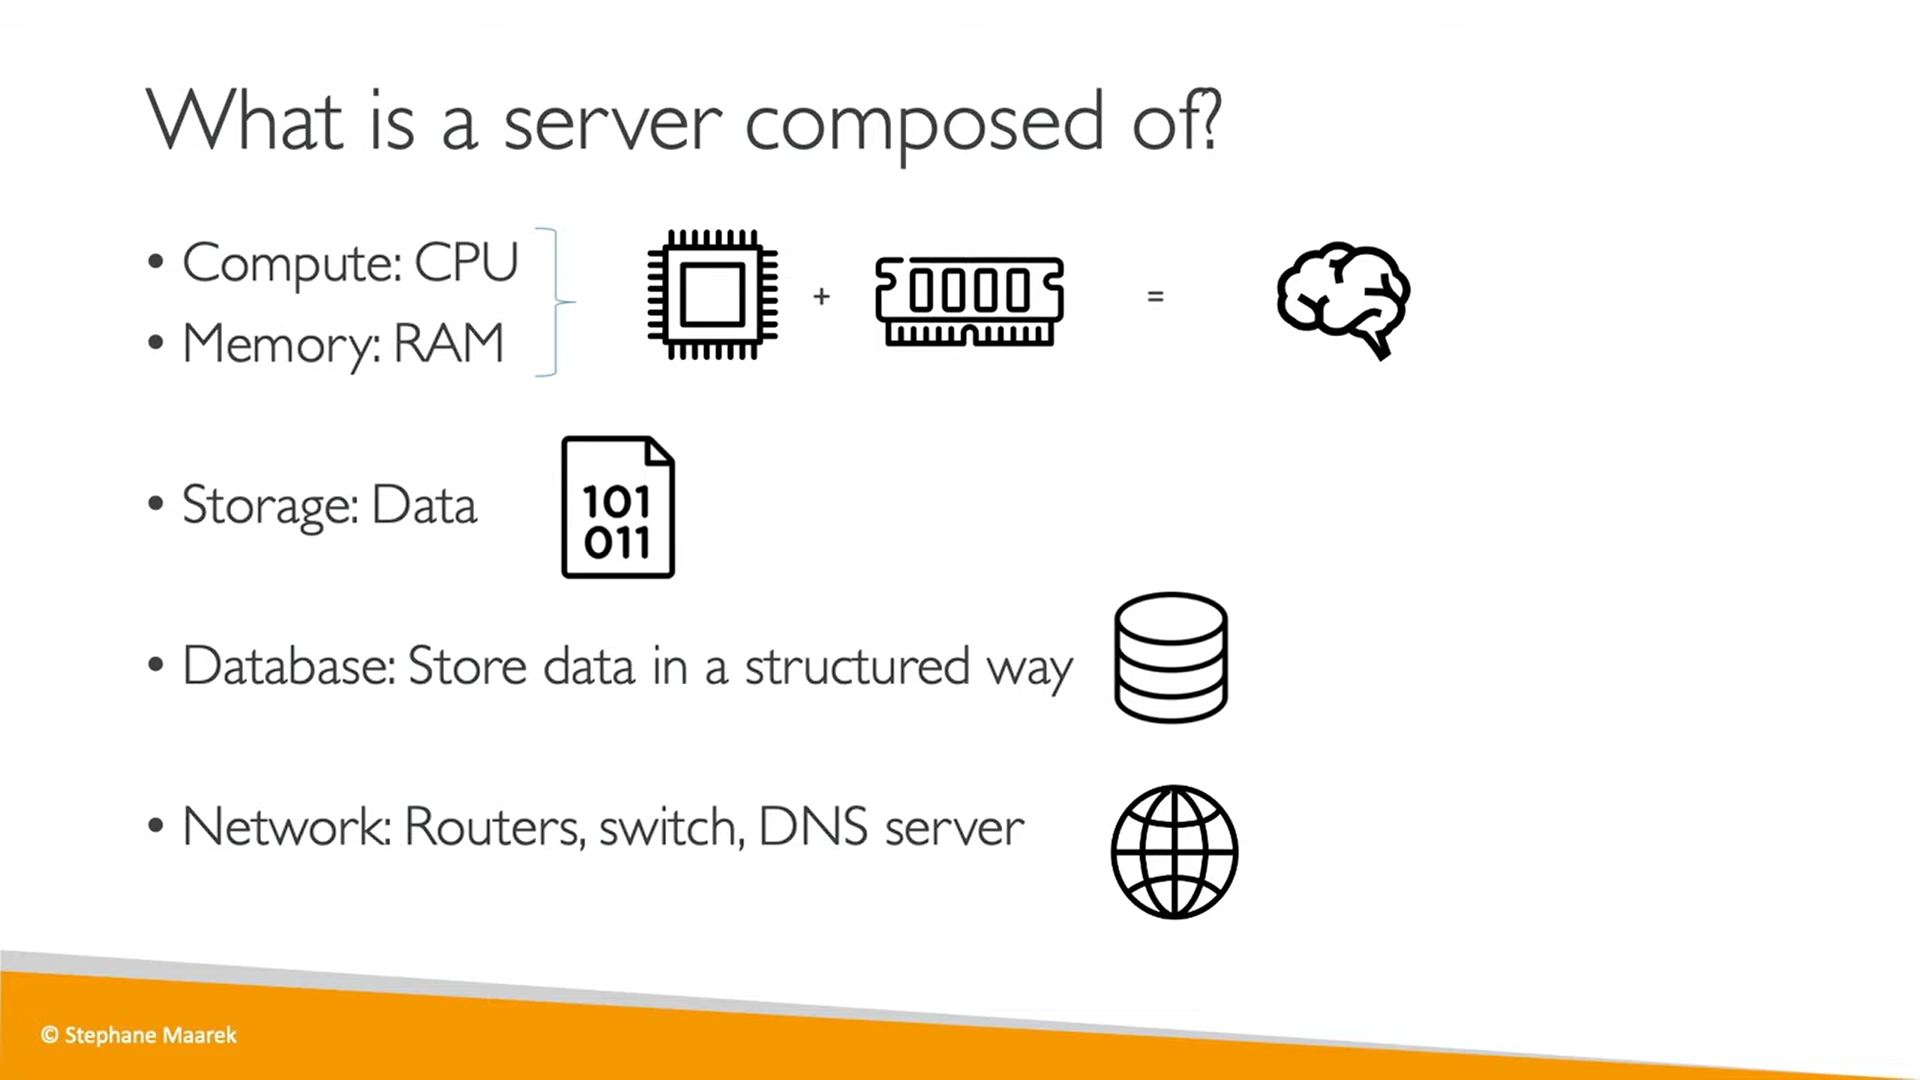 What is a server composed of?
• Compute: CPU
• Memory: RAM
+
=
• Storage: Data
101
011
• Database: Store data in a structured way
• Network: Routers, switch, DNS server
© Stephane Maarek